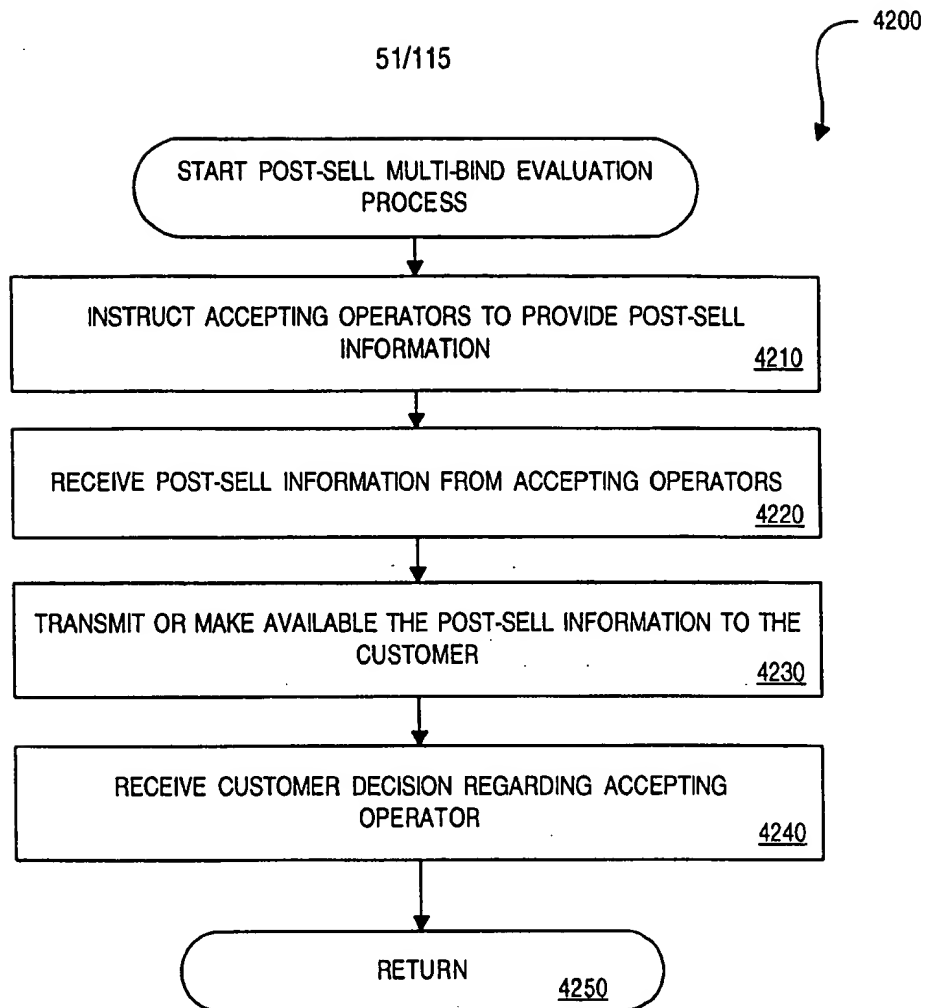 4200
51/115
START POST-SELL MULTI-BIND EVALUATION
PROCESS
INSTRUCT ACCEPTING OPERATORS TO PROVIDE POST-SELL
INFORMATION
4210
RECEIVE POST-SELL INFORMATION FROM ACCEPTING OPERATORS
4220
TRANSMIT OR MAKE AVAILABLE THE POST-SELL INFORMATION TO THE
CUSTOMER
4230
RECEIVE CUSTOMER DECISION REGARDING ACCEPTING
OPERATOR
4240
RETURN
4250